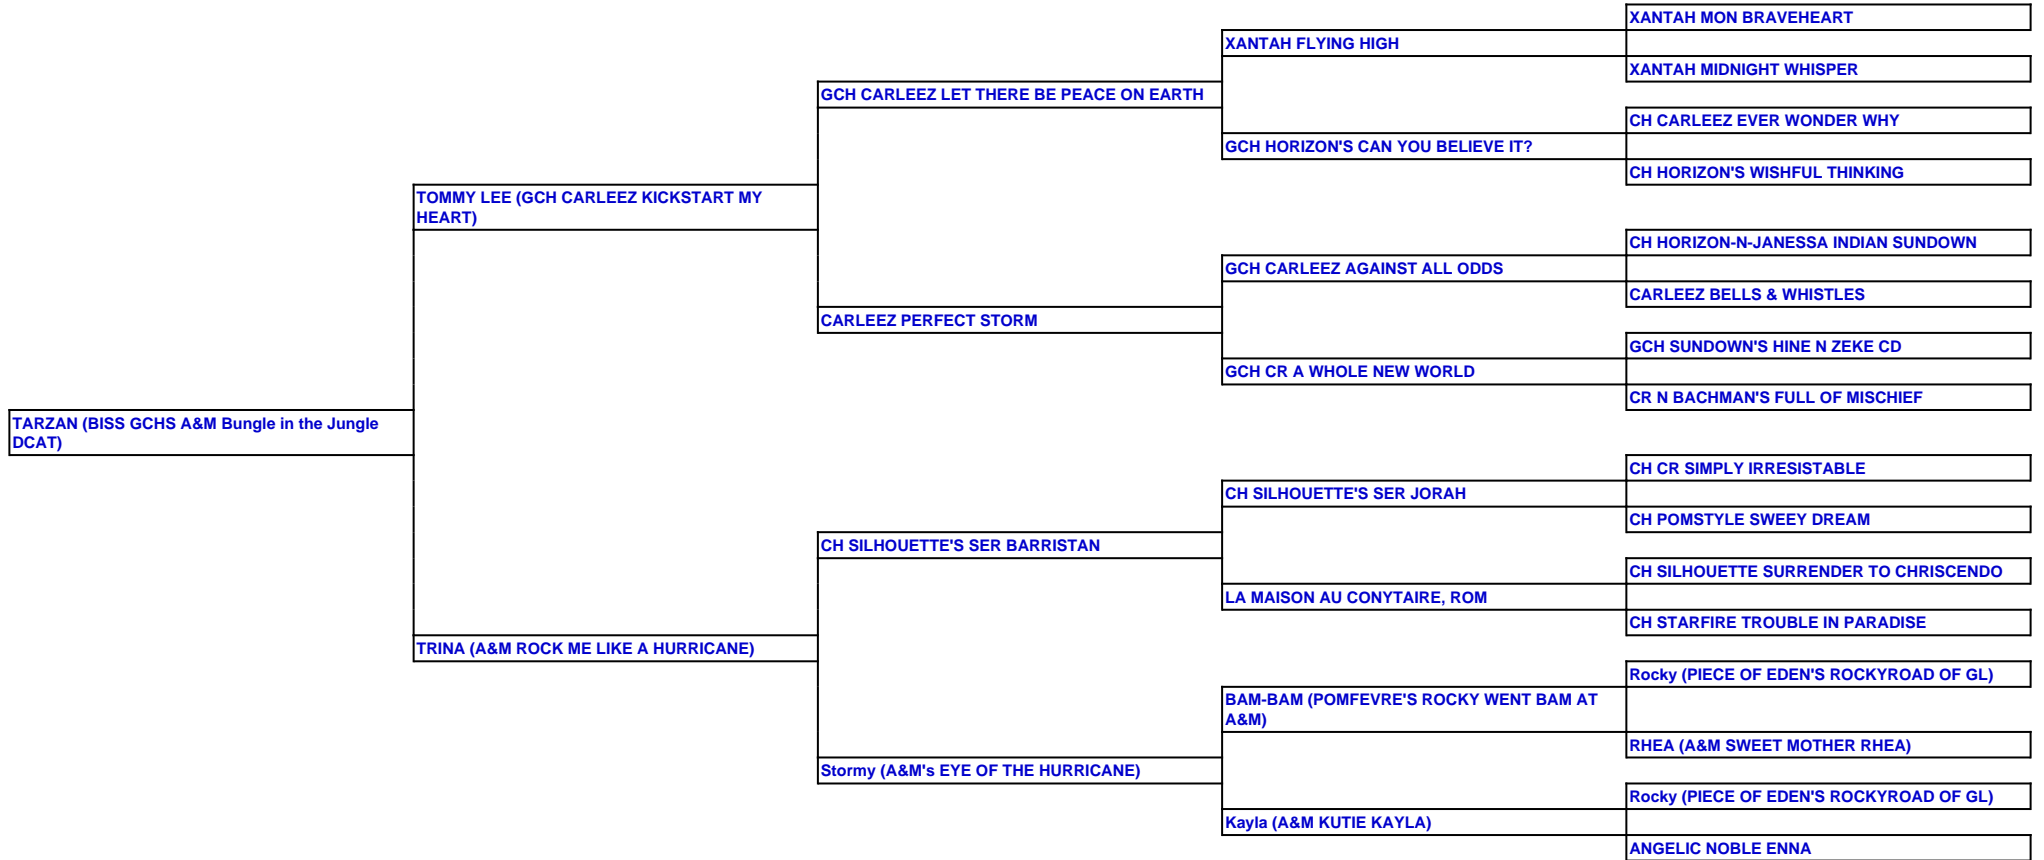 XANTAH MON BRAVEHEART
XANTAH FLYING HIGH
XANTAH MIDNIGHT WHISPER
GCH CARLEEZ LET THERE BE PEACE ON EARTH
CH CARLEEZ EVER WONDER WHY
GCH HORIZON'S CAN YOU BELIEVE IT?
CH HORIZON'S WISHFUL THINKING
TOMMY LEE (GCH CARLEEZ KICKSTART MY
HEART)
CH HORIZON-N-JANESSA INDIAN SUNDOWN
GCH CARLEEZ AGAINST ALL ODDS
CARLEEZ BELLS & WHISTLES
CARLEEZ PERFECT STORM
GCH SUNDOWN'S HINE N ZEKE CD
GCH CR A WHOLE NEW WORLD
CR N BACHMAN'S FULL OF MISCHIEF
TARZAN (BISS GCHS A&M Bungle in the Jungle
DCAT)
CH CR SIMPLY IRRESISTABLE
CH SILHOUETTE'S SER JORAH
CH POMSTYLE SWEEY DREAM
CH SILHOUETTE'S SER BARRISTAN
CH SILHOUETTE SURRENDER TO CHRISCENDO
LA MAISON AU CONYTAIRE, ROM
CH STARFIRE TROUBLE IN PARADISE
TRINA (A&M ROCK ME LIKE A HURRICANE)
Rocky (PIECE OF EDEN'S ROCKYROAD OF GL)
BAM-BAM (POMFEVRE'S ROCKY WENT BAM AT
A&M)
RHEA (A&M SWEET MOTHER RHEA)
Stormy (A&M's EYE OF THE HURRICANE)
Rocky (PIECE OF EDEN'S ROCKYROAD OF GL)
Kayla (A&M KUTIE KAYLA)
ANGELIC NOBLE ENNA